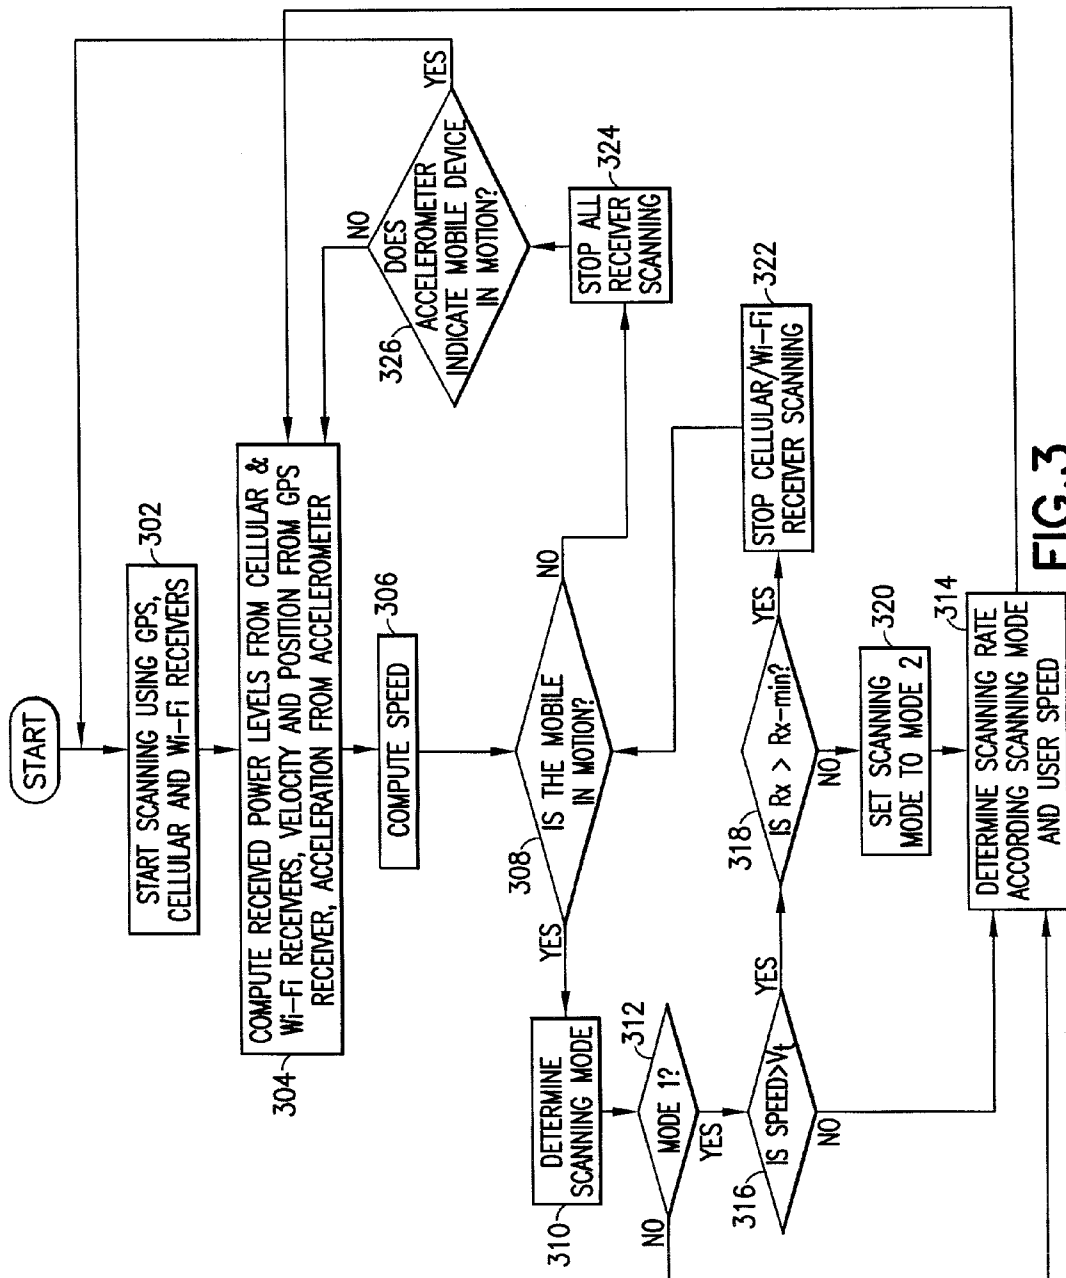 START
START SCANNING USING GPS,
CELLULAR AND Wi-Fi RECEIVERS
302
COMPUTE RECEIVED POWER LEVELS FROM CELLULAR &
Wi-Fi RECEIVERS, VELOCITY AND POSITION FROM GPS
RECEIVER, ACCELERATION FROM ACCELEROMETER
304
COMPUTE SPEED
306
IS THE MOBILE
IN MOTION?
308
YES
NO
DETERMINE
SCANNING MODE
310
MODE 1?
312
NO
YES
IS SPEED>Vt
316
YES
NO
IS Rx > Rx-min?
318
YES
NO
SET SCANNING
MODE TO MODE 2
320
DETERMINE SCANNING RATE
ACCORDING SCANNING MODE
AND USER SPEED
314
STOP CELLULAR/Wi-Fi
RECEIVER SCANNING
322
STOP ALL
RECEIVER
SCANNING
324
DOES
ACCELEROMETER
INDICATE MOBILE DEVICE
IN MOTION?
326
NO
YES
FIG.3